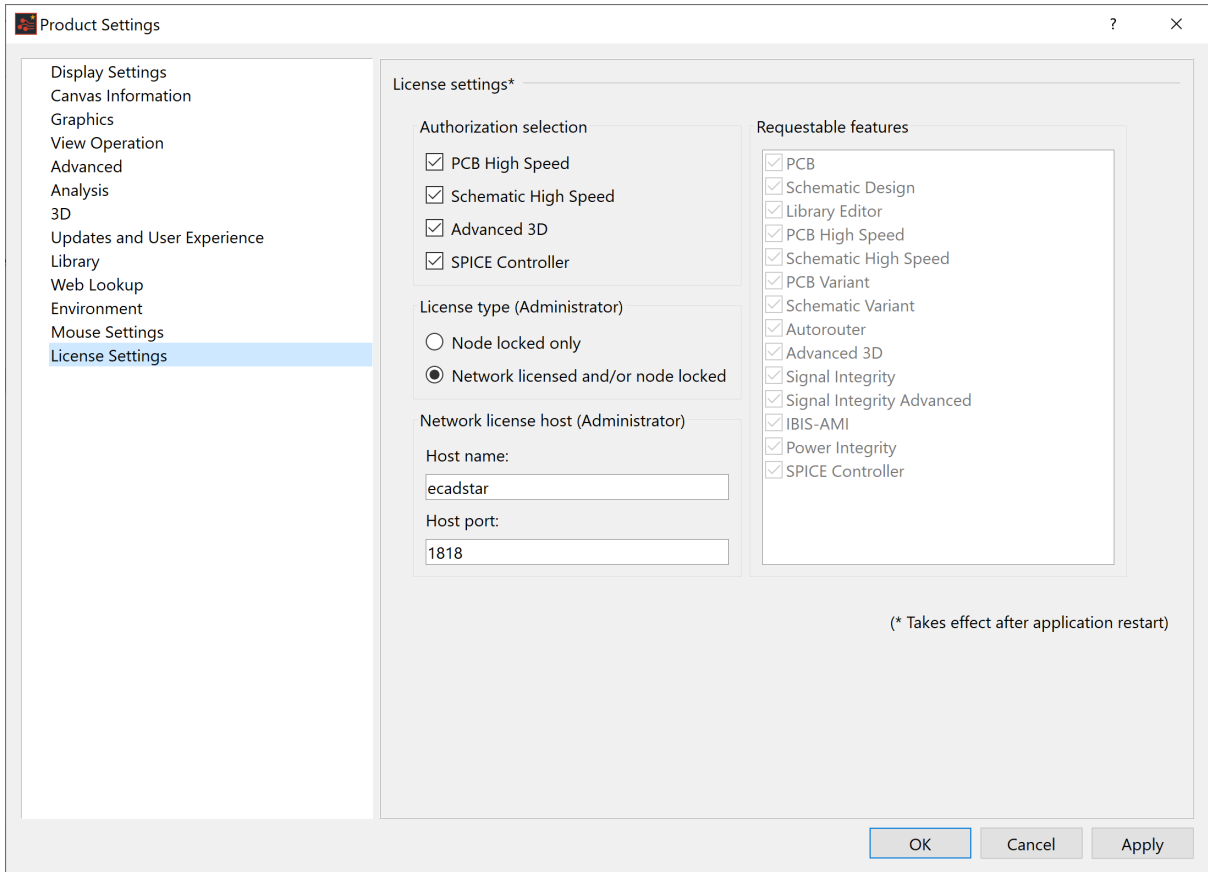 Product Settings
?
Display Settings
Canvas Information
Graphics
View Operation
Advanced
Analysis
3D
Updates and User Experience
Library
Web Lookup
Environment
Mouse Settings
License Settings
License settings*
Authorization selection
PCB High Speed
Schematic High Speed
Advanced 3D
SPICE Controller
License type (Administrator)
Node locked only
Network licensed and/or node locked
Network license host (Administrator)
Host name:
ecadstar
Host port:
1818
Requestable features
PCB
Schematic Design
Library Editor
PCB High Speed
Schematic High Speed
PCB Variant
Schematic Variant
Autorouter
Advanced 3D
Signal Integrity
Signal Integrity Advanced
IBIS-AMI
Power Integrity
SPICE Controller
(* Takes effect after application restart)
OK
Cancel
Apply